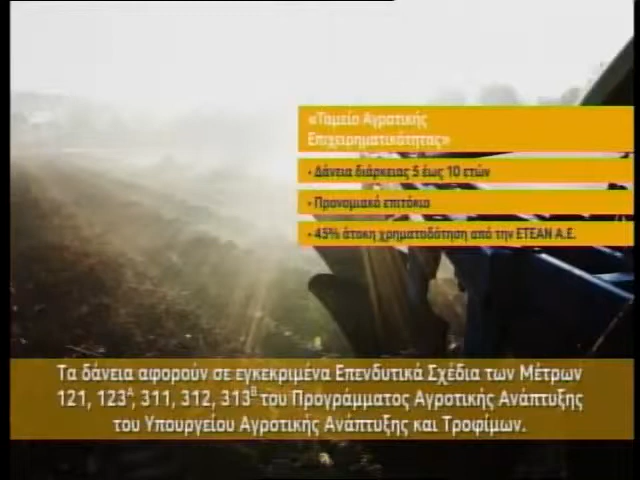 «Ταμείο Αγροτικής
Επιχειρηματικότητας»
· Δάνεια διάρκειας 5 έως 10 ετών
· Προνομιακό επιτόκιο
· 45% άτοκη χρηματοδότηση από την ΕΤΕΑΝ Α.Ε.
Τα δάνεια αφορούν σε εγκεκριμένα Επενδυτικά Σχέδια των Μέτρων
121, 123Α, 311, 312, 313Β του Προγράμματος Αγροτικής Ανάπτυξης
του Υπουργείου Αγροτικής Ανάπτυξης και Τροφίμων.